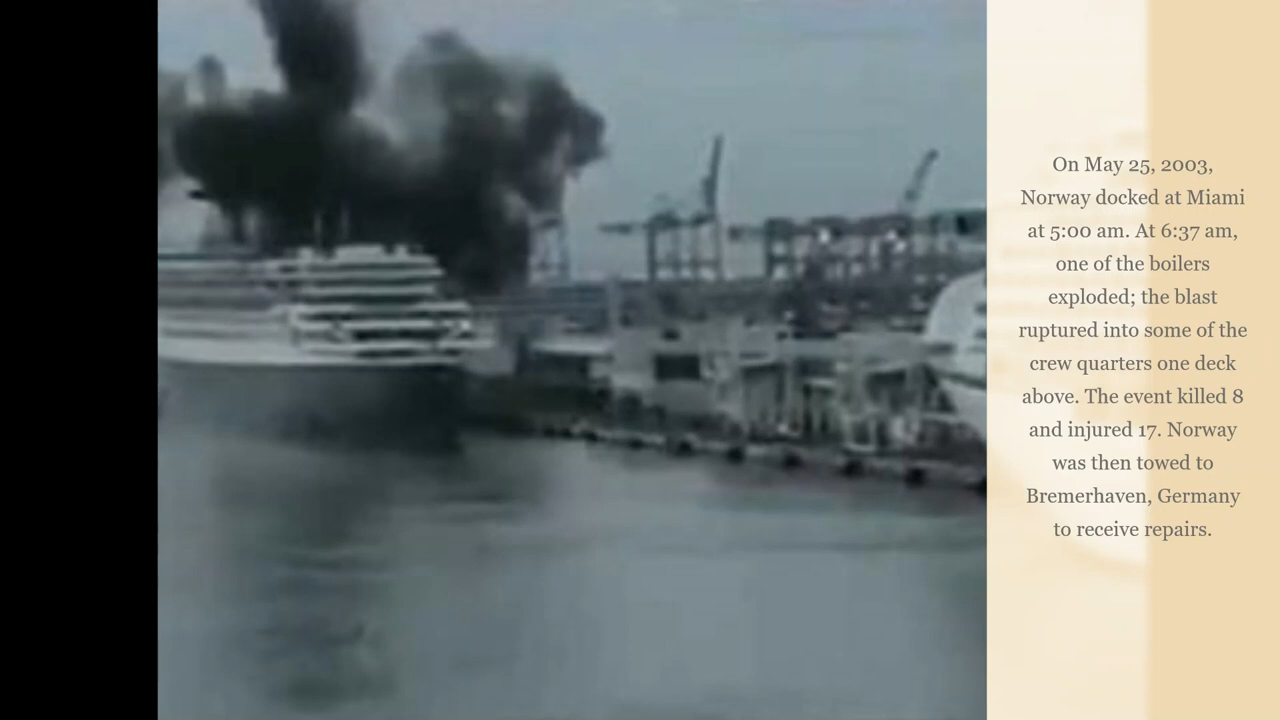 On May 25, 2003,
Norway docked at Miami
at 5:00 am. At 6:37 am,
one of the boilers
exploded; the blast
ruptured into some of the
crew quarters one deck
above. The event killed 8
and injured 17. Norway
was then towed to
Bremerhaven, Germany
to receive repairs.